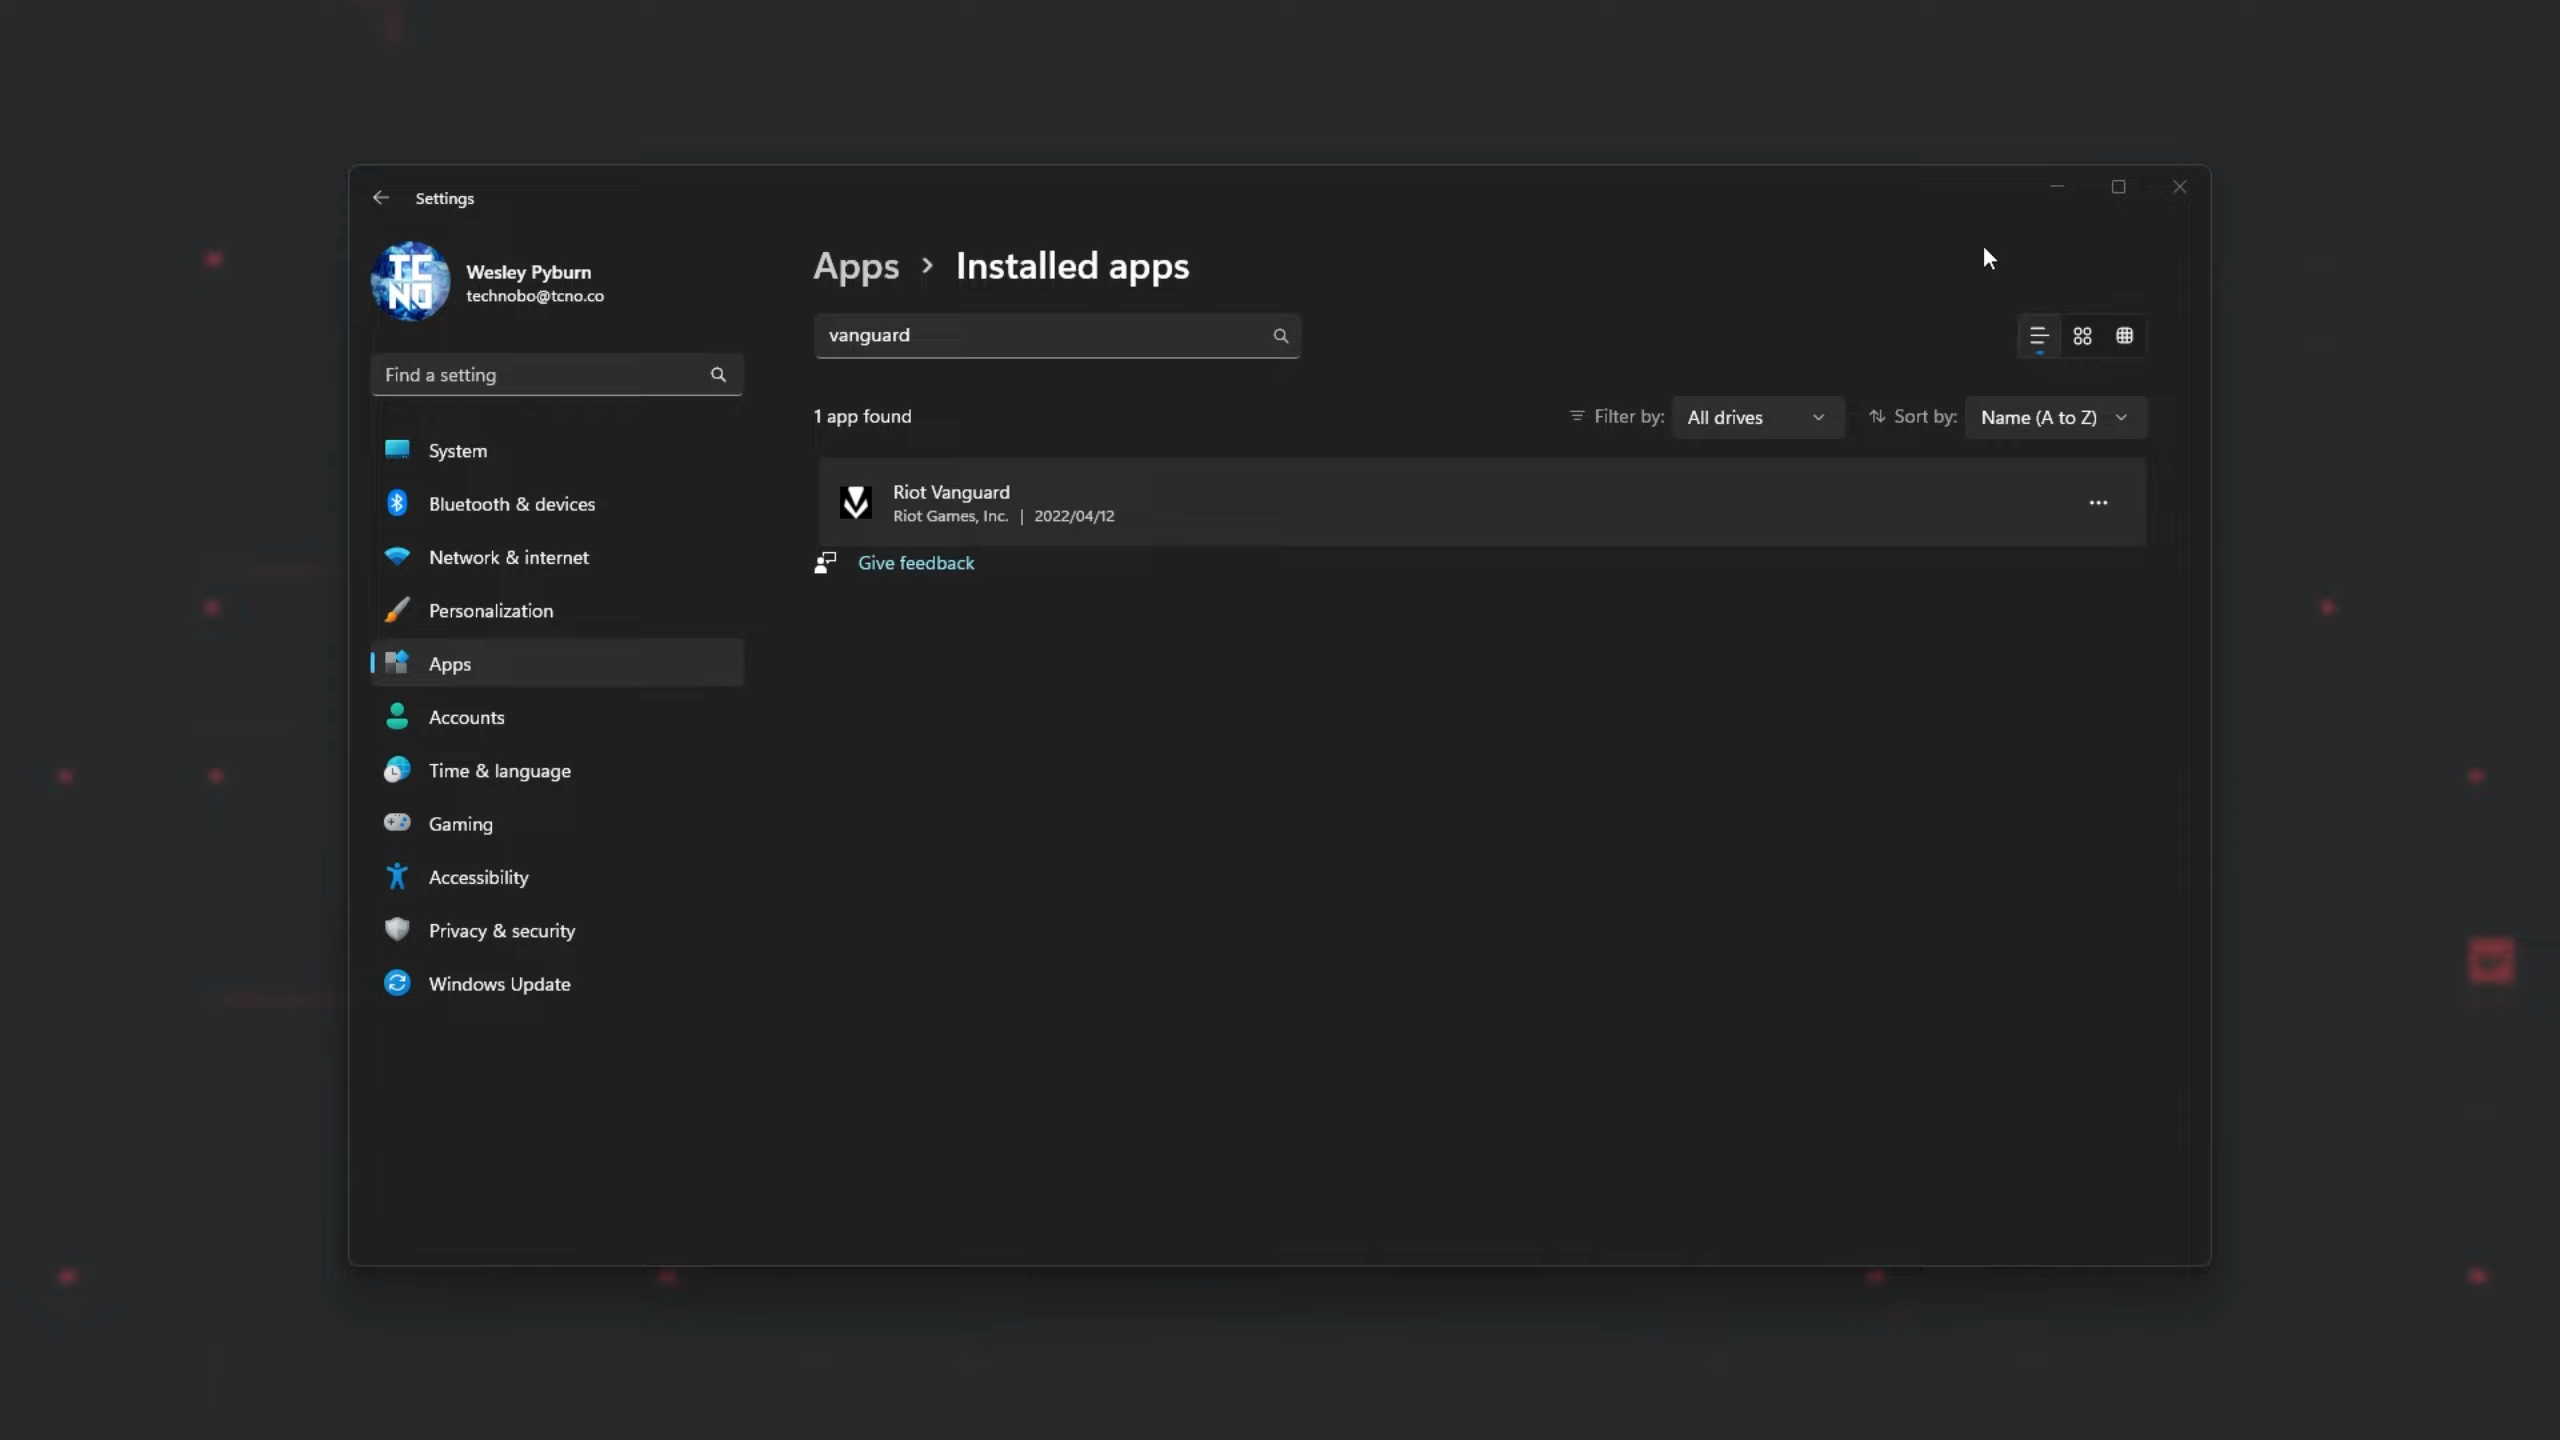 Settings
TC
NO
Wesley Pyburn
technobo@tcno.co
Find a setting
System
Bluetooth & devices
Network & internet
Personalization
Apps
Accounts
Time & language
Gaming
Accessibility
Privacy & security
Windows Update
Apps > Installed apps
vanguard
1 app found
Filter by: All drives
Sort by: Name (A to Z)
Riot Vanguard
Riot Games, Inc. | 2022/04/12
Give feedback